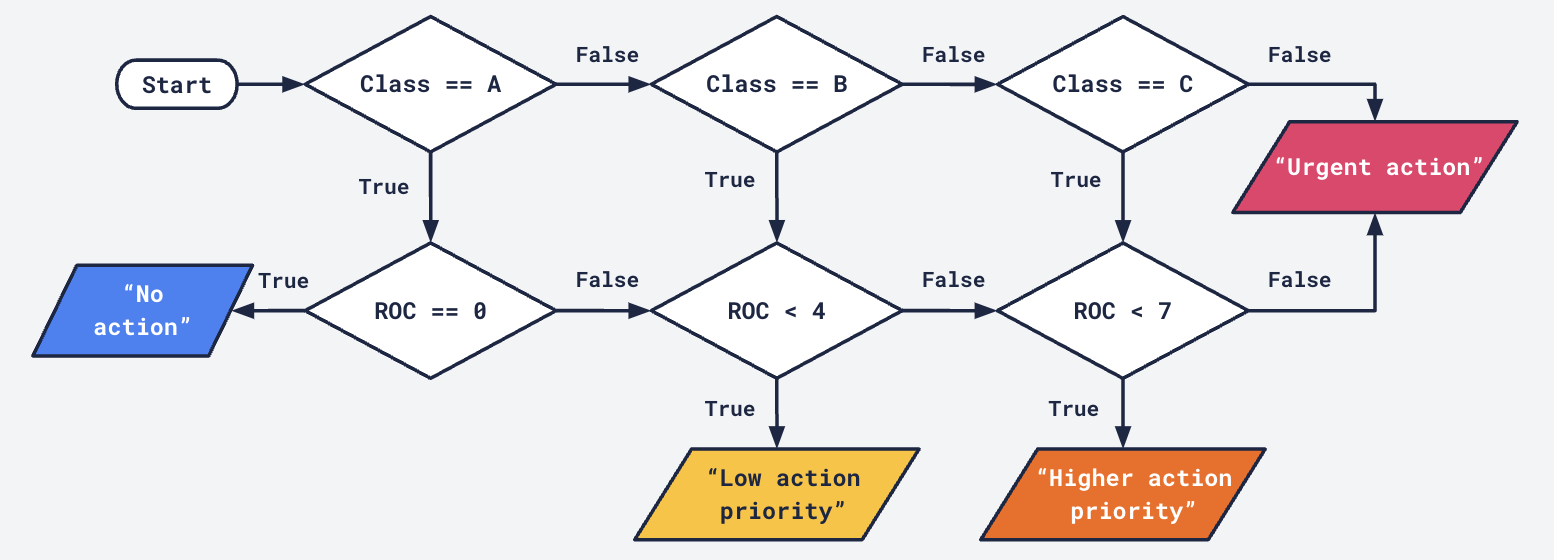 False
False
False
Start
Class == A
Class == B
Class == C
True
True
True
“Urgent action”
“No
action”
True
False
False
False
ROC == 0
ROC < 4
ROC < 7
True
True
“Low action
priority”
“Higher action
priority”